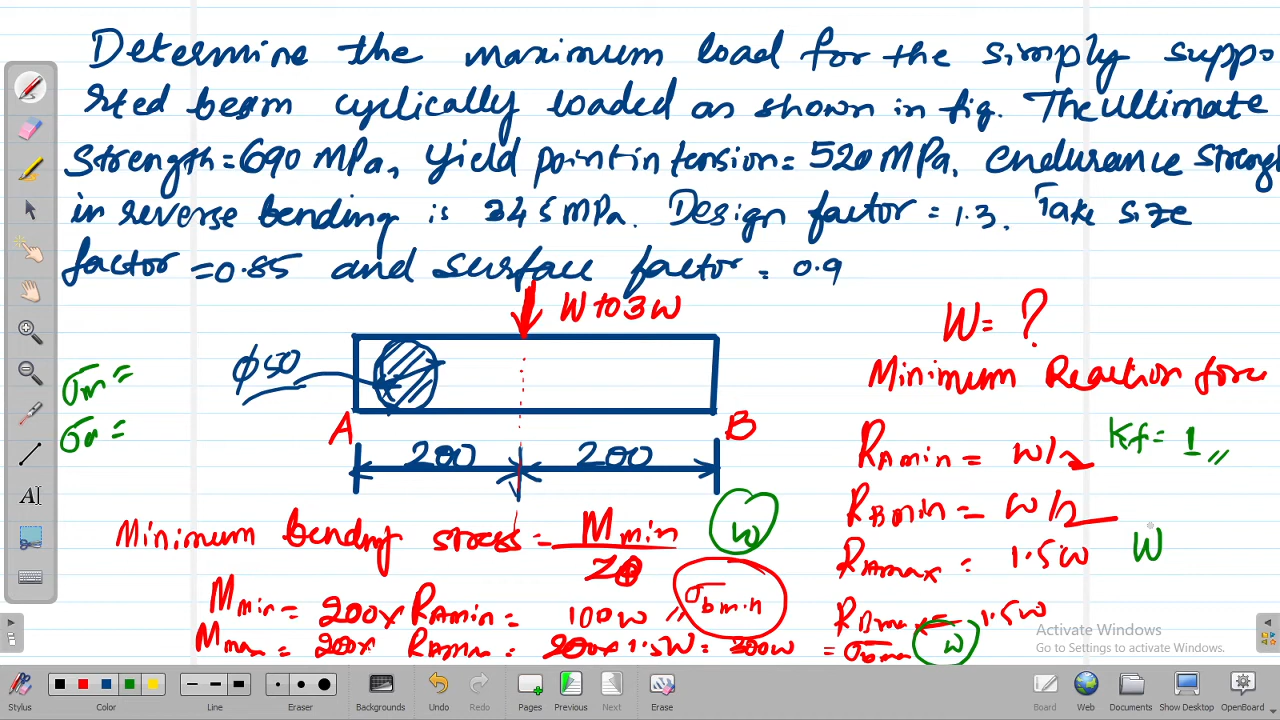 Determine the maximum load for the simply suppo
rted beam cyclically loaded as shown in fig. The ultimate
Strength = 690 MPa, Yield point in tension = 520 MPa, endurance strengt
in reverse bending is 345 MPa. Design factor = 1.3. Take size
factor = 0.85 and surface factor = 0.9
W to 3W
W = ?
ϕ50
Minimum Reaction force
σm =
σa =
A
B
Kf = 1
200
200
RAmin = W/2
RBmin = W/2
Minimum bending stress = Mmin
W
W
RAmax = 1.5W
Mmin = 200 x RAmin = 100W
σbmin
RBmax = 1.5W
Mmax = 200 x RAmax = 200 x 1.5W = 300W = σbmax
W
Activate Windows
Go to Settings to activate Windows.
Stylus
Color
Line
Eraser
Backgrounds
Undo
Redo
Pages
Previous
Next
Erase
Board
Web
Documents
Show Desktop
OpenBoard